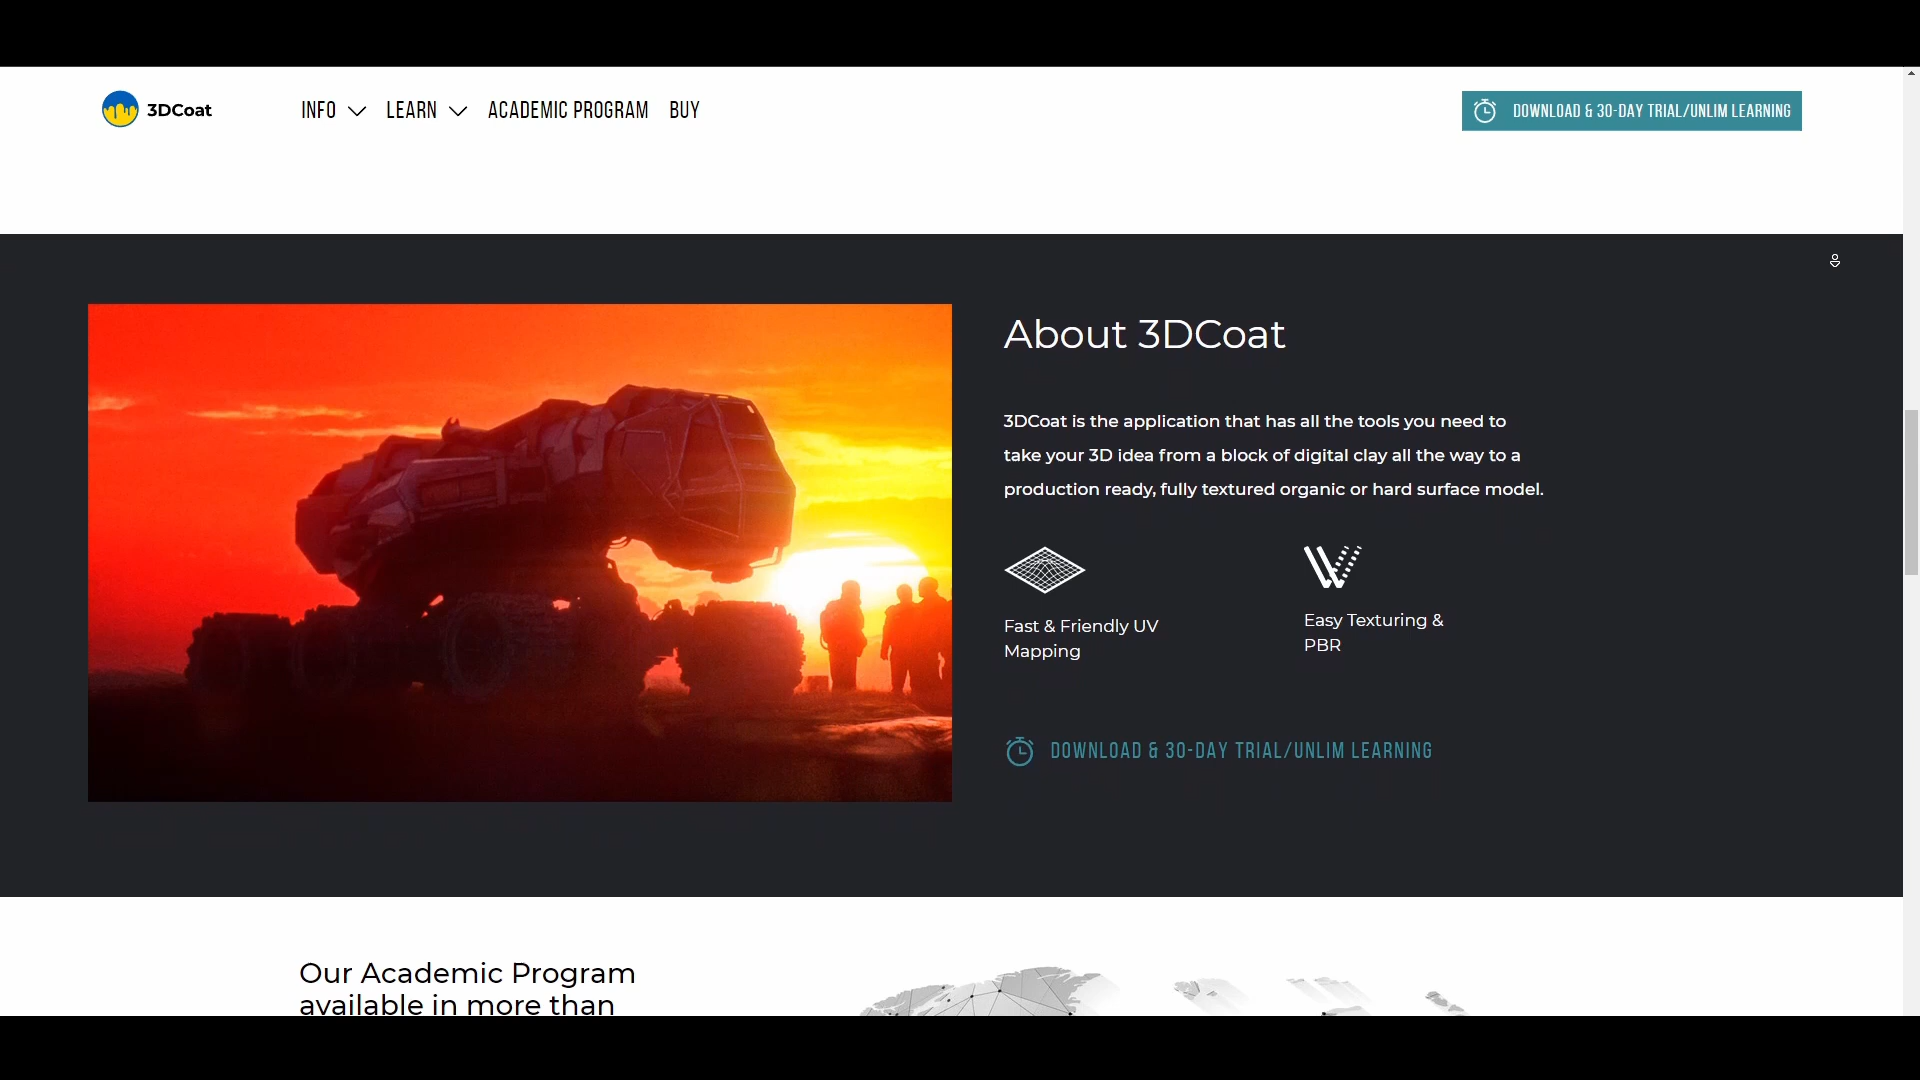 3DCoat
INFO
LEARN
ACADEMIC PROGRAM
BUY
DOWNLOAD & 30-DAY TRIAL/UNLIM LEARNING
About 3DCoat
3DCoat is the application that has all the tools you need to
take your 3D idea from a block of digital clay all the way to a
production ready, fully textured organic or hard surface model.
Fast & Friendly UV
Mapping
Easy Texturing &
PBR
DOWNLOAD & 30-DAY TRIAL/UNLIM LEARNING
Our Academic Program
available in more than